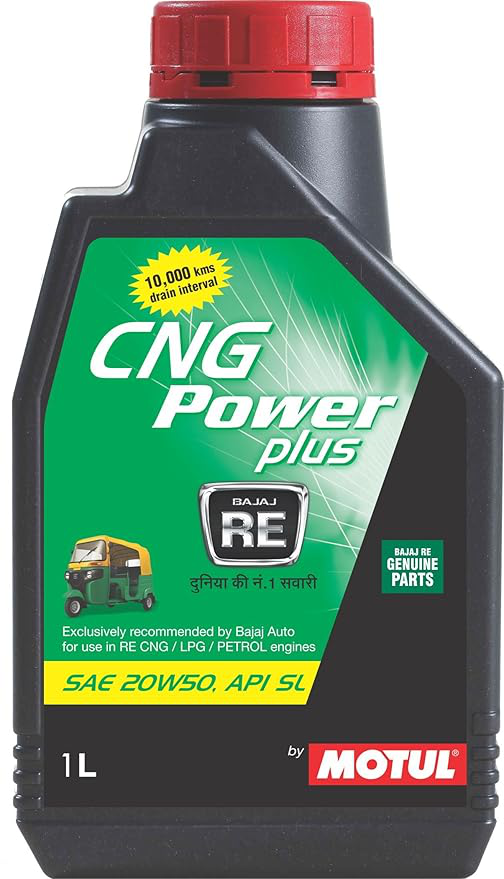 10,000 kms
drain interval
CNG
Power
plus
BAJAJ
RE
दुनिया की नं.1 सवारी
BAJAJ RE
GENUINE
PARTS
Exclusively recommended by Bajaj Auto
for use in RE CNG / LPG / PETROL engines
SAE 20W50, API SL
1L
by MOTUL®